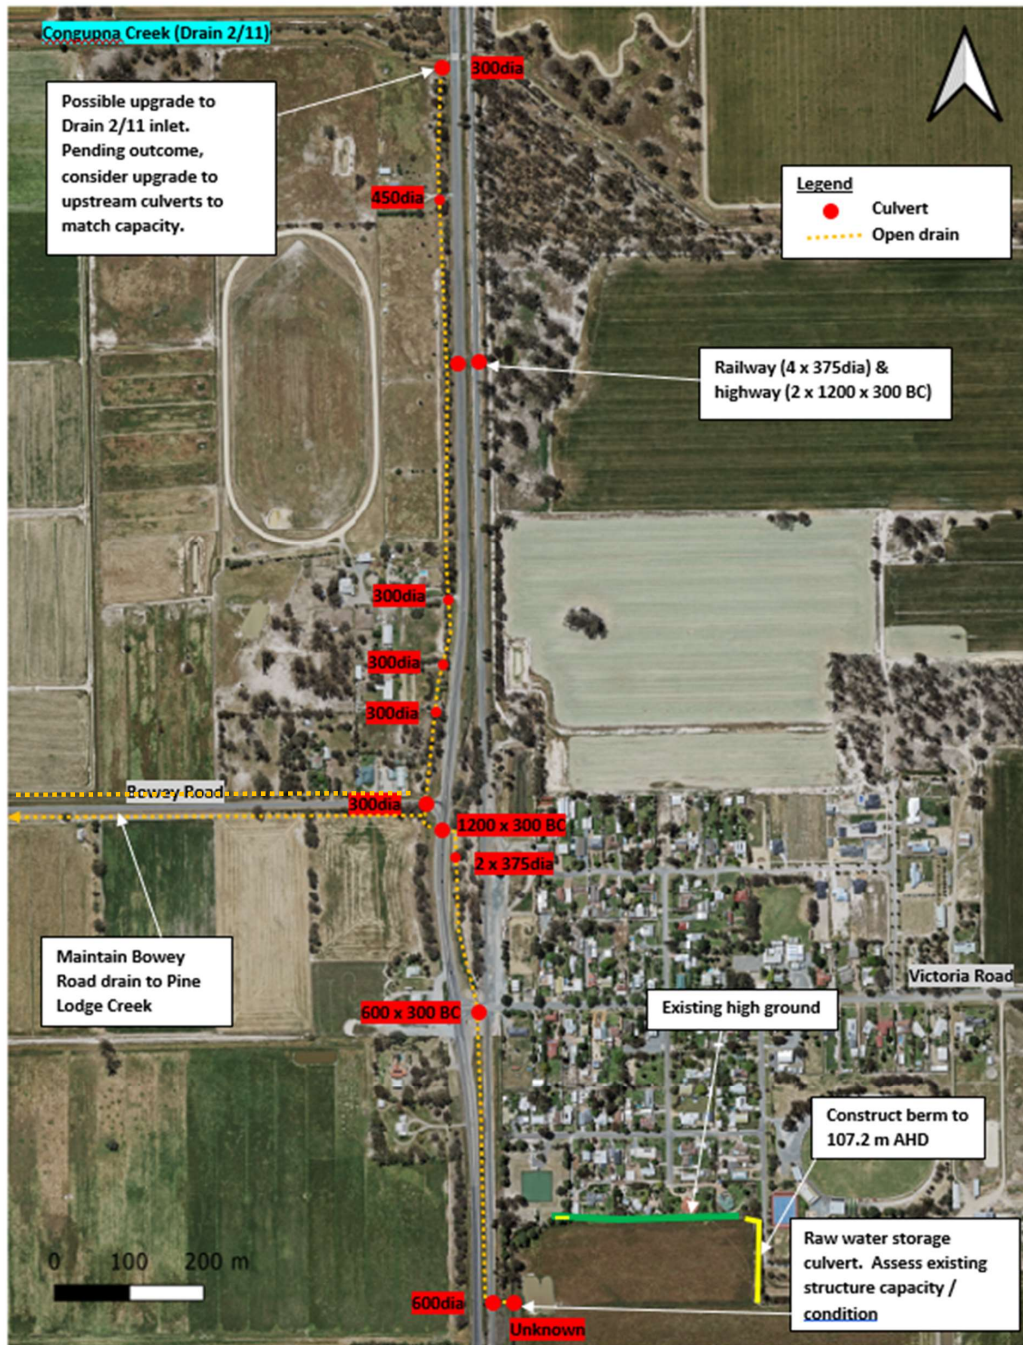 Congupna Creek (Drain 2/11)
300dia
Possible upgrade to
Drain 2/11 inlet.
Pending outcome,
consider upgrade to
upstream culverts to
match capacity.
Legend
Culvert
Open drain
450dia
Railway (4 x 375dia) &
highway (2 x 1200 x 300 BC)
300dia
300dia
300dia
Bowey Road
300dia
1200 x 300 BC
2 x 375dia
Maintain Bowey
Road drain to Pine
Lodge Creek
Victoria Road
600 x 300 BC
Existing high ground
Construct berm to
107.2 m AHD
Raw water storage
culvert. Assess existing
structure capacity /
condition
0 100 200 m
600dia
Unknown